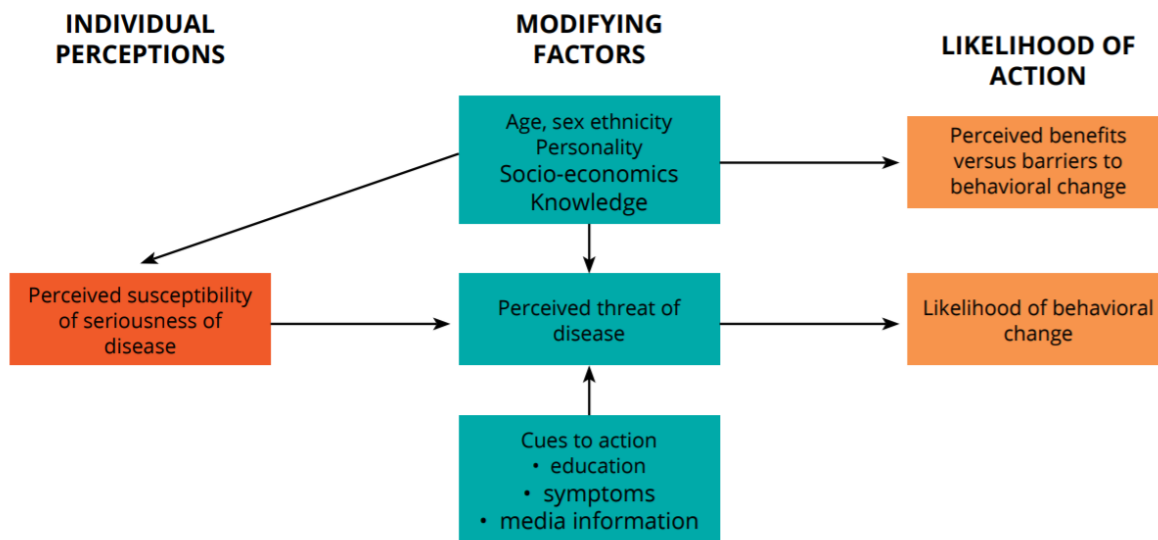 INDIVIDUAL
PERCEPTIONS
MODIFYING
FACTORS
LIKELIHOOD OF
ACTION
Age, sex ethnicity
Personality
Socio-economics
Knowledge
Perceived benefits
versus barriers to
behavioral change
Perceived susceptibility
of seriousness of
disease
Perceived threat of
disease
Likelihood of behavioral
change
Cues to action
• education
• symptoms
• media information